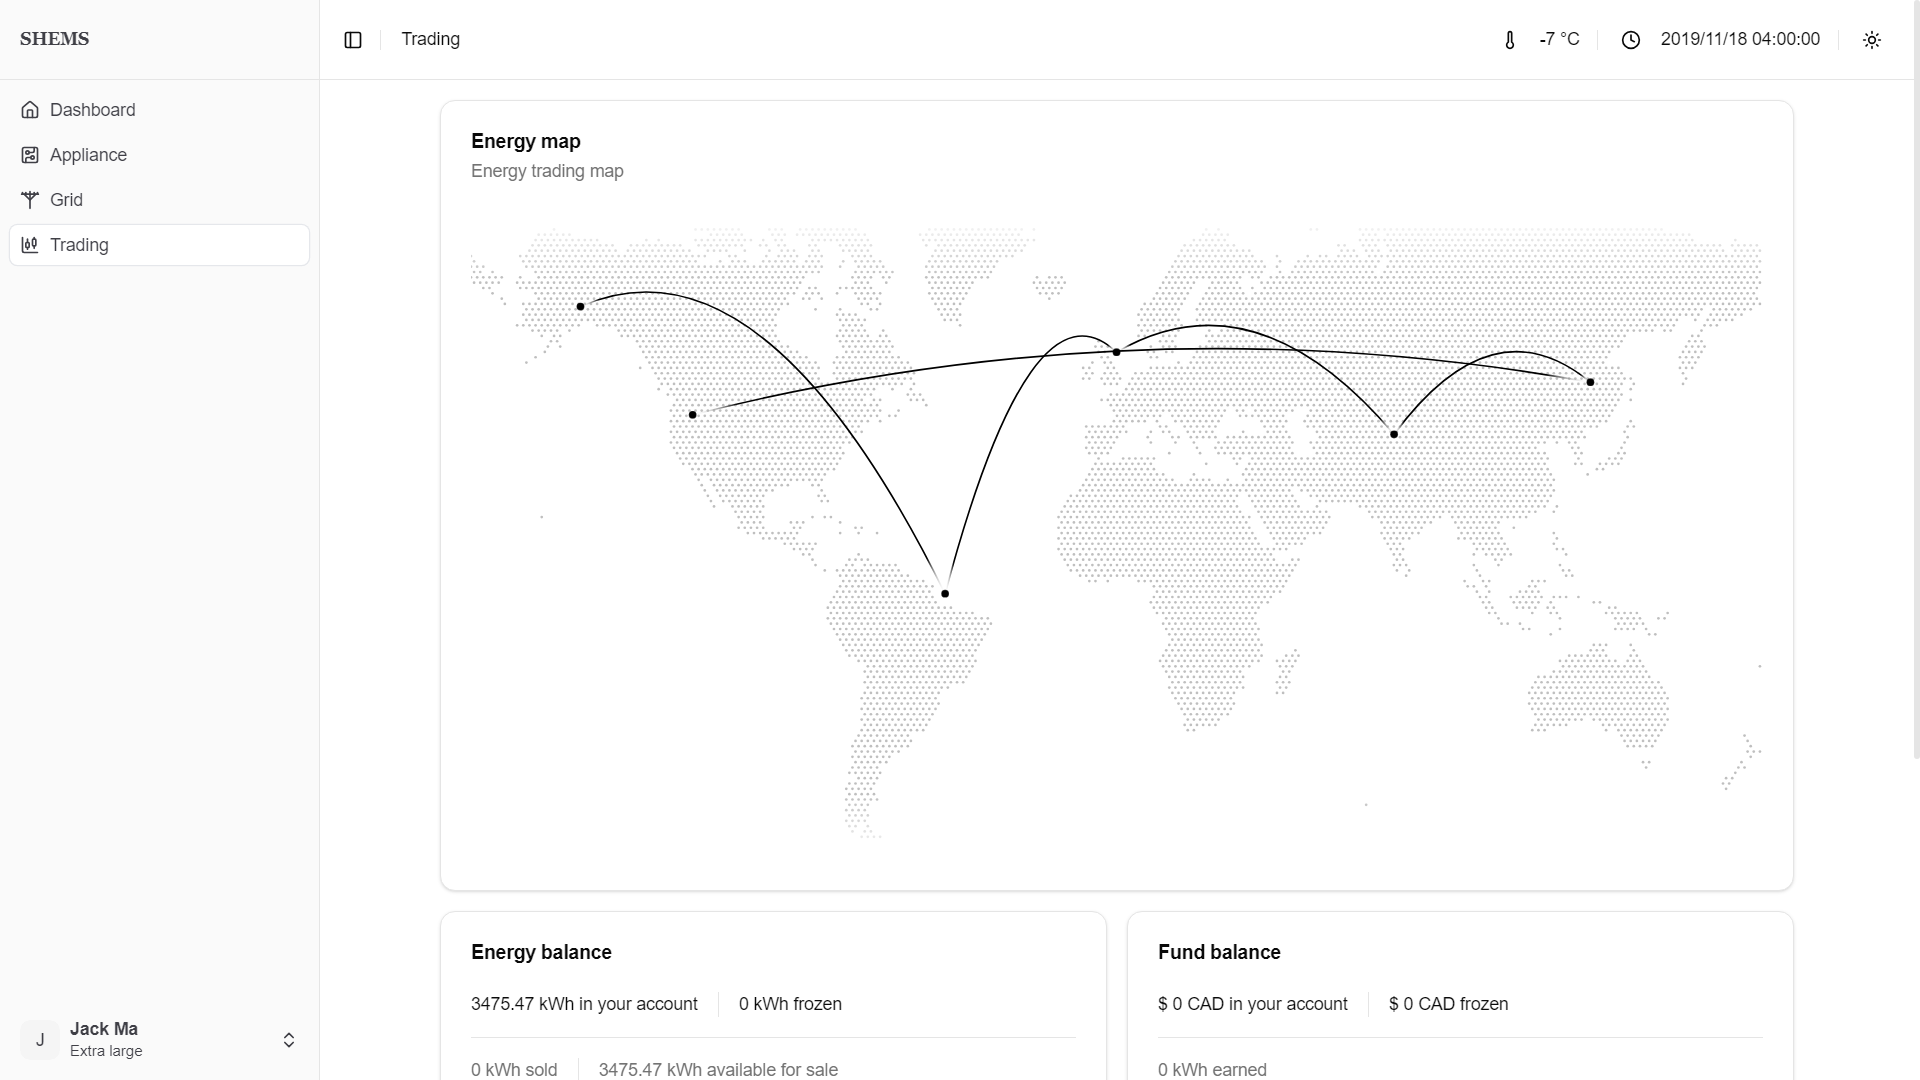 SHEMS
Trading
-7 °C
2019/11/18 04:00:00
Dashboard
Appliance
Grid
Trading
Energy map
Energy trading map
Energy balance
3475.47 kWh in your account
0 kWh frozen
0 kWh sold
3475.47 kWh available for sale
Fund balance
$ 0 CAD in your account
$ 0 CAD frozen
0 kWh earned
J
Jack Ma
Extra large